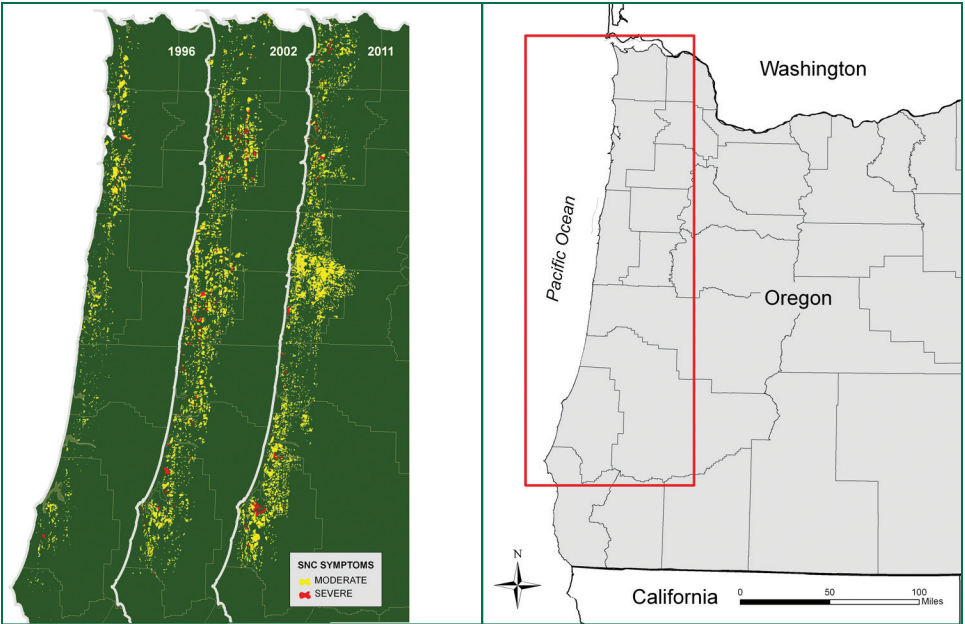 1996
2002
2011
SNC SYMPTOMS
MODERATE
SEVERE
Washington
Pacific Ocean
Oregon
N
California
0 50 100
Miles